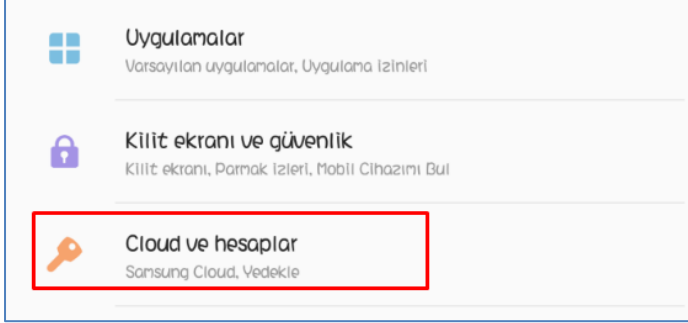 Uygulamalar
Varsayılan uygulamalar, Uygulama izinleri
Kilit ekranı ve güvenlik
Kilit ekranı, Parmak izleri, Mobil Cihazımı Bul
Cloud ve hesaplar
Samsung Cloud, Yedekle